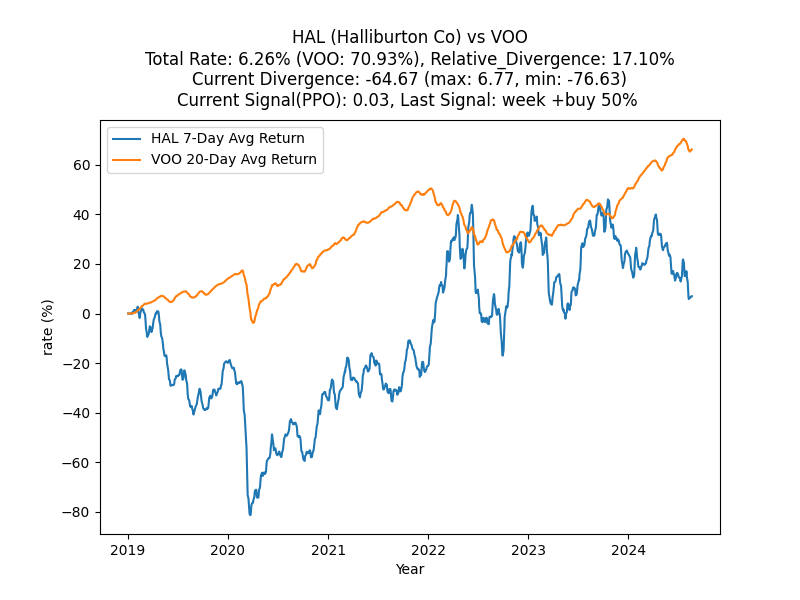 HAL (Halliburton Co) vs VOO
Total Rate: 6.26% (VOO: 70.93%), Relative_Divergence: 17.10%
Current Divergence: -64.67 (max: 6.77, min: -76.63)
Current Signal(PPO): 0.03, Last Signal: week +buy 50%
HAL 7-Day Avg Return
VOO 20-Day Avg Return
60
40
20
0
−20
−40
−60
−80
rate (%)
2019 2020 2021 2022 2023 2024
Year